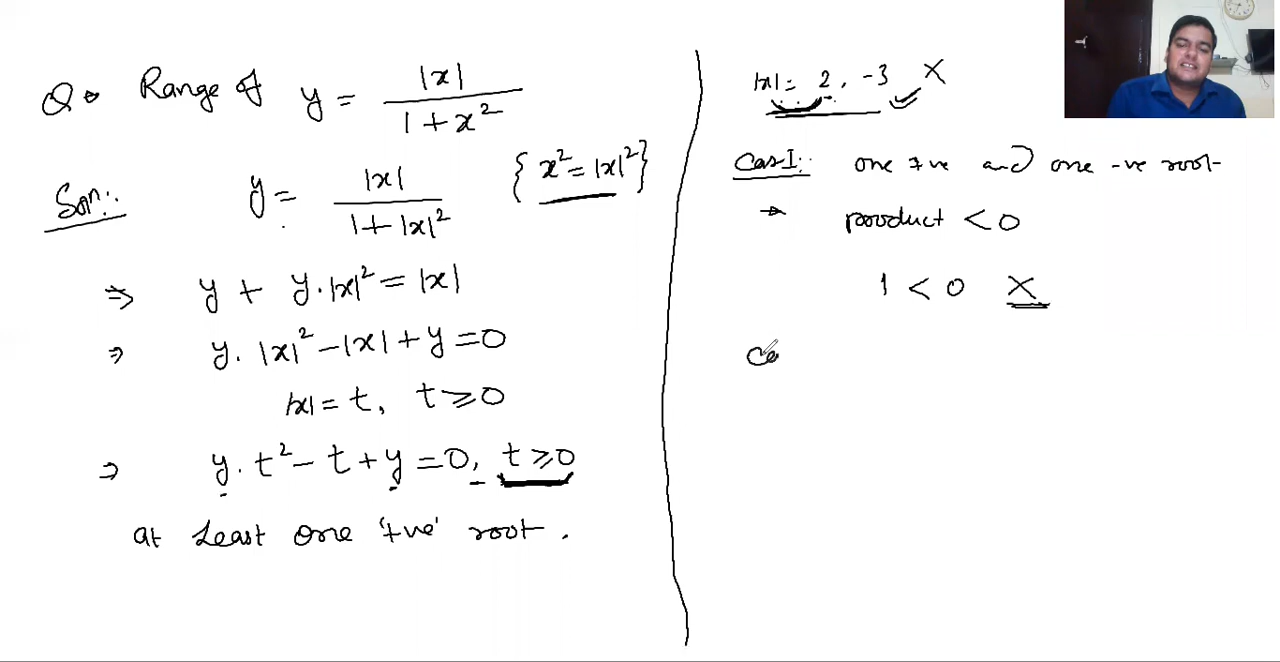 Q. Range of y = |x| / (1 + x²)
Soln:. y = |x| / (1 + |x|²) { x² = |x|² }
⇒ y + y.|x|² = |x|
⇒ y. |x|² - |x| + y = 0
|x| = t, t ⩾ 0
⇒ y. t² - t + y = 0, t ⩾ 0
at least one '+ve' root.
|x| = 2, -3 ✓ X
Case I:. one +ve and one -ve root
→ product < 0
1 < 0 X